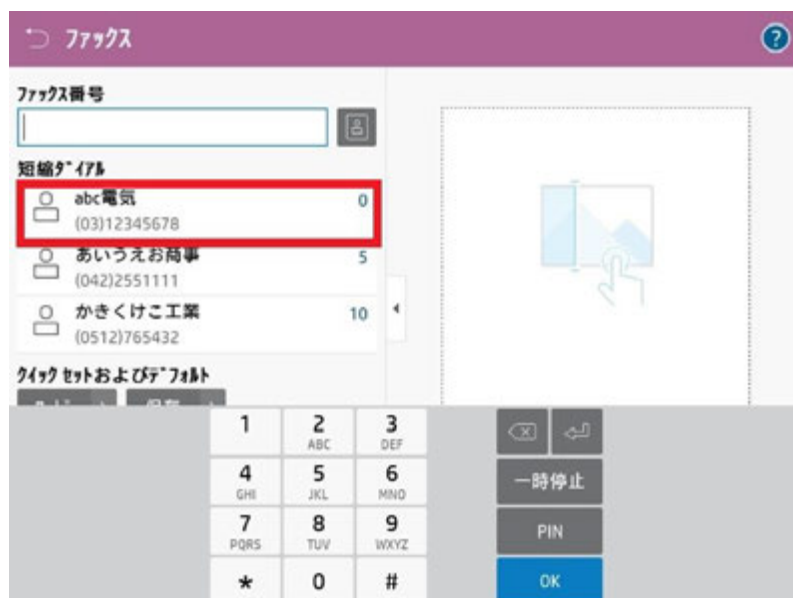 ファックス
?
ファックス番号
短縮ダイアル
abc電気 0
(03)12345678
あいうえお商事 5
(042)2551111
かきくけこ工業 10
(0512)765432
クイック セットおよびデフォルト
1 2 3
ABC DEF
4 5 6 一時停止
GHI JKL MNO
7 8 9 PIN
PQRS TUV WXYZ
* 0 # OK